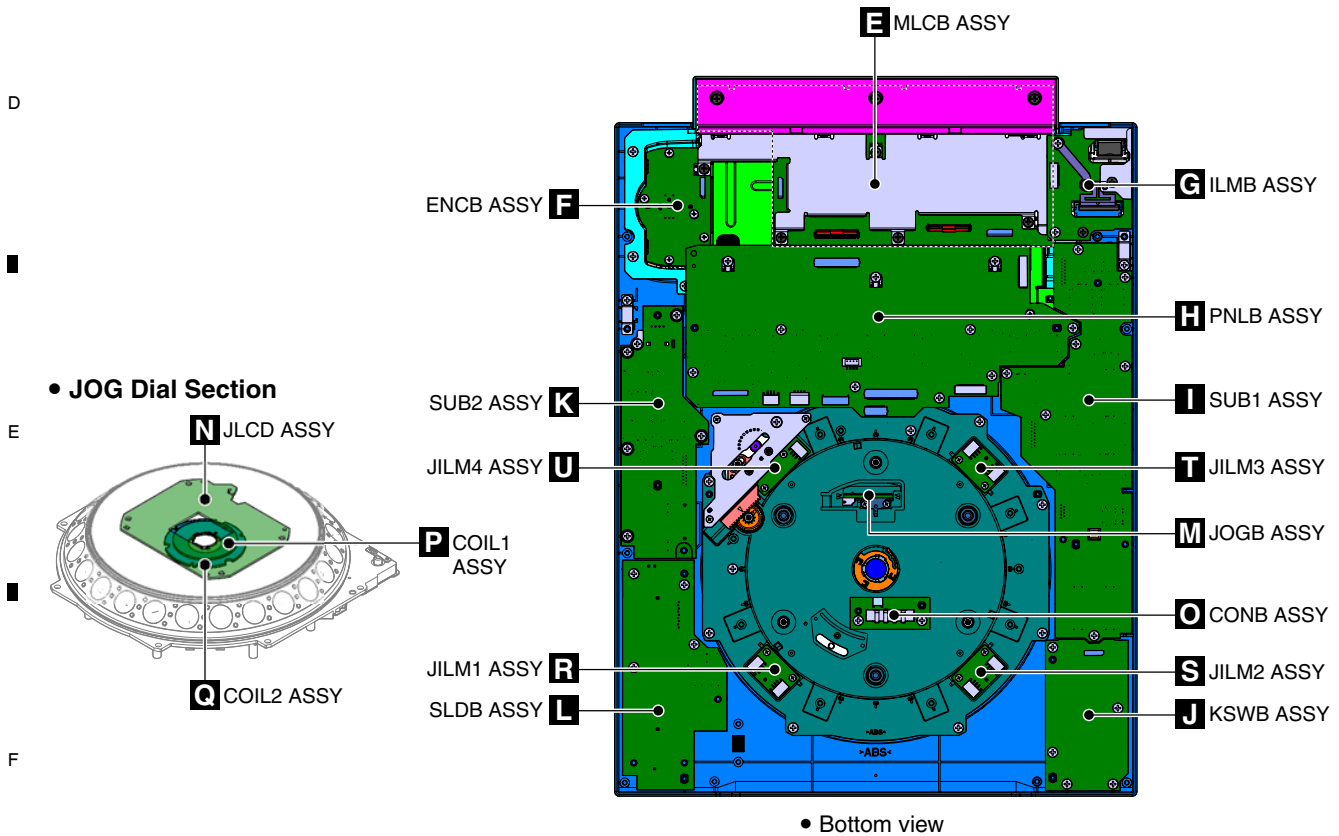 E MLCB ASSY
D
G ILMB ASSY
ENCB ASSY F
H PNLB ASSY
• JOG Dial Section
SUB2 ASSY K
I SUB1 ASSY
E
N JLCD ASSY
JILM4 ASSY U
T JILM3 ASSY
M JOGB ASSY
P COIL1
ASSY
O CONB ASSY
JILM1 ASSY R
S JILM2 ASSY
Q COIL2 ASSY
SLDB ASSY L
J KSWB ASSY
>ABS<
>ABS<
F
• Bottom view